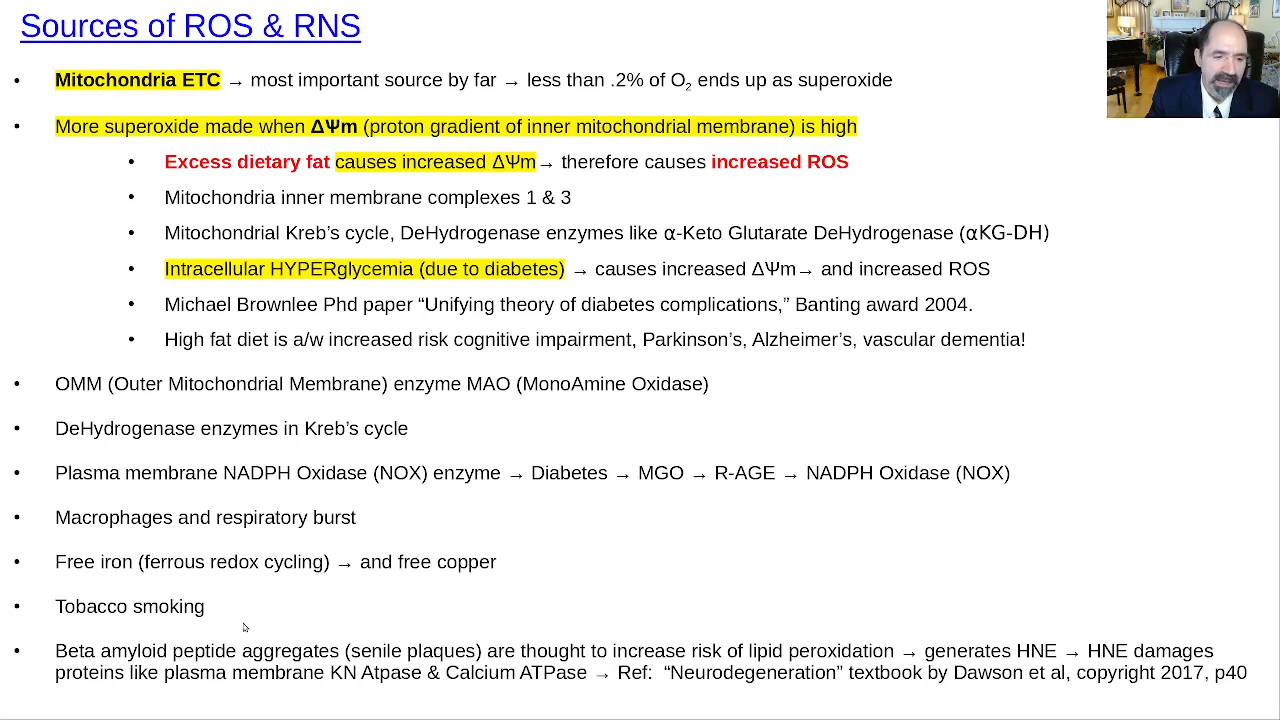 Sources of ROS & RNS
• Mitochondria ETC → most important source by far → less than .2% of O₂ ends up as superoxide
• More superoxide made when ΔΨm (proton gradient of inner mitochondrial membrane) is high
• Excess dietary fat causes increased ΔΨm→ therefore causes increased ROS
• Mitochondria inner membrane complexes 1 & 3
• Mitochondrial Kreb’s cycle, DeHydrogenase enzymes like α-Keto Glutarate DeHydrogenase (αKG-DH)
• Intracellular HYPERglycemia (due to diabetes) → causes increased ΔΨm→ and increased ROS
• Michael Brownlee Phd paper “Unifying theory of diabetes complications,” Banting award 2004.
• High fat diet is a/w increased risk cognitive impairment, Parkinson’s, Alzheimer’s, vascular dementia!
• OMM (Outer Mitochondrial Membrane) enzyme MAO (MonoAmine Oxidase)
• DeHydrogenase enzymes in Kreb’s cycle
• Plasma membrane NADPH Oxidase (NOX) enzyme → Diabetes → MGO → R-AGE → NADPH Oxidase (NOX)
• Macrophages and respiratory burst
• Free iron (ferrous redox cycling) → and free copper
• Tobacco smoking
• Beta amyloid peptide aggregates (senile plaques) are thought to increase risk of lipid peroxidation → generates HNE → HNE damages
proteins like plasma membrane KN Atpase & Calcium ATPase → Ref: “Neurodegeneration” textbook by Dawson et al, copyright 2017, p40